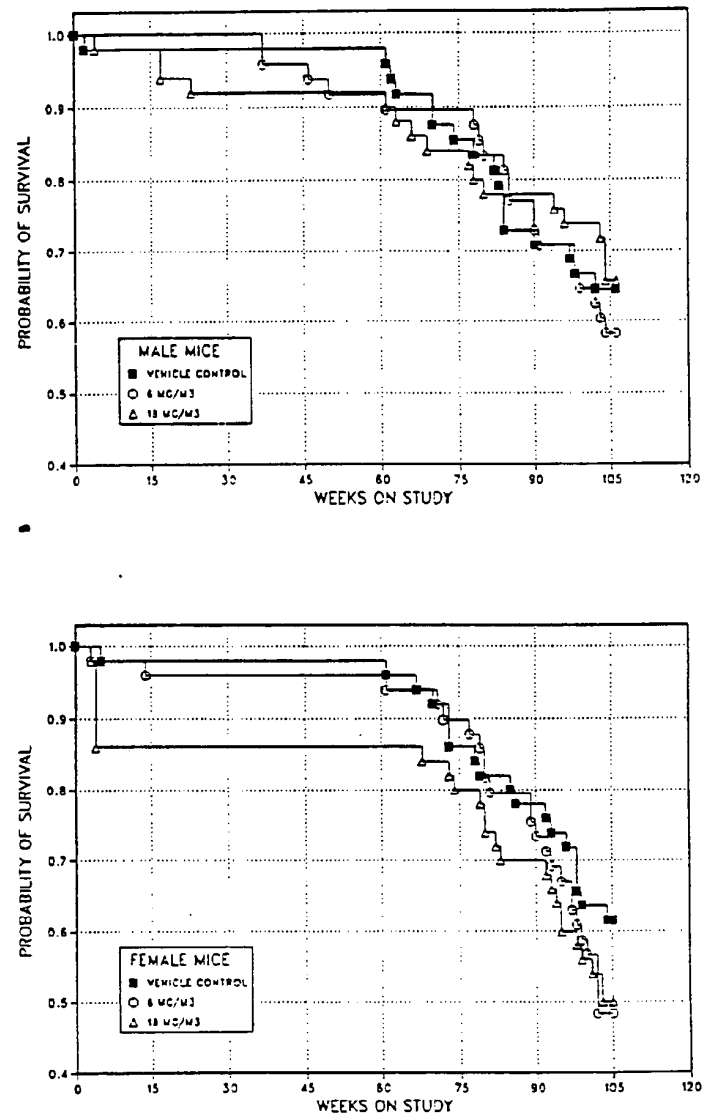 1.0
0.9
0.8
0.7
0.6
0.5
0.4
PROBABILITY OF SURVIVAL
MALE MICE
VEHICLE CONTROL
6 MG/M3
18 MG/M3
0 15 30 45 60 75 90 105 120
WEEKS ON STUDY
1.0
0.9
0.8
0.7
0.6
0.5
0.4
PROBABILITY OF SURVIVAL
FEMALE MICE
VEHICLE CONTROL
6 MG/M3
18 MG/M3
0 15 30 45 60 75 90 105 120
WEEKS ON STUDY